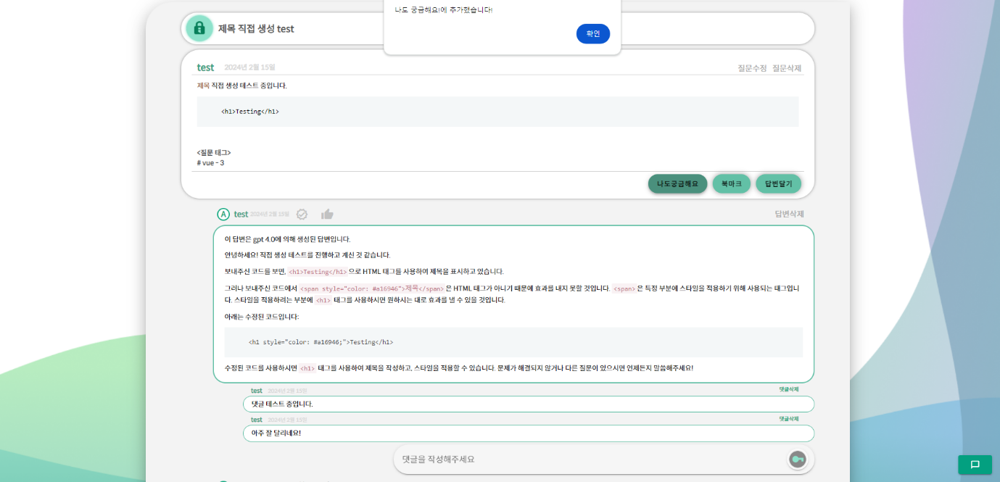 나도 궁금해요!에 추가했습니다!
확인
제목 직접 생성 test
test 2024년 2월 15일 질문수정 질문삭제
제목 직접 생성 테스트 중입니다.
<h1>Testing</h1>
<질문 태그>
# vue - 3
나도궁금해요 북마크 답변달기
A test 2024년 2월 15일 답변삭제
이 답변은 gpt 4.0에 의해 생성된 답변입니다.
안녕하세요! 직접 생성 테스트를 진행하고 계신 것 같습니다.
보내주신 코드를 보면, <h1>Testing</h1> 으로 HTML 태그를 사용하여 제목을 표시하고 있습니다.
그러나 보내주신 코드에서 <span style="color: #a16946">제목</span> 은 HTML 태그가 아니기 때문에 효과를 내지 못할 것입니다. <span> 은 특정 부분에 스타일을 적용하기 위해 사용되는 태그입니
다. 스타일을 적용하려는 부분에 <h1> 태그를 사용하시면 원하시는 대로 효과를 낼 수 있을 것입니다.
아래는 수정된 코드입니다:
<h1 style="color: #a16946;">Testing</h1>
수정된 코드를 사용하시면 <h1> 태그를 사용하여 제목을 작성하고, 스타일을 적용할 수 있습니다. 문제가 해결되지 않거나 다른 질문이 있으시면 언제든지 말씀해주세요!
test 2024년 2월 15일 댓글삭제
댓글 테스트 중입니다.
test 2024년 2월 15일 댓글삭제
아주 잘 달리네요!
댓글을 작성해주세요